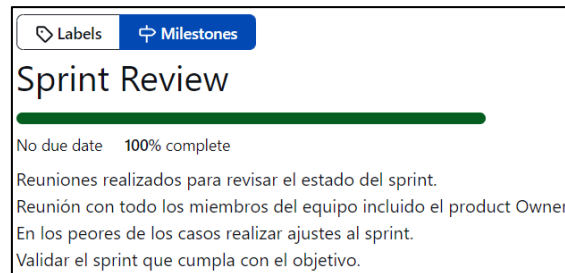 Labels Milestones
Sprint Review
No due date 100% complete
Reuniones realizados para revisar el estado del sprint.
Reunión con todo los miembros del equipo incluido el product Owner
En los peores de los casos realizar ajustes al sprint.
Validar el sprint que cumpla con el objetivo.